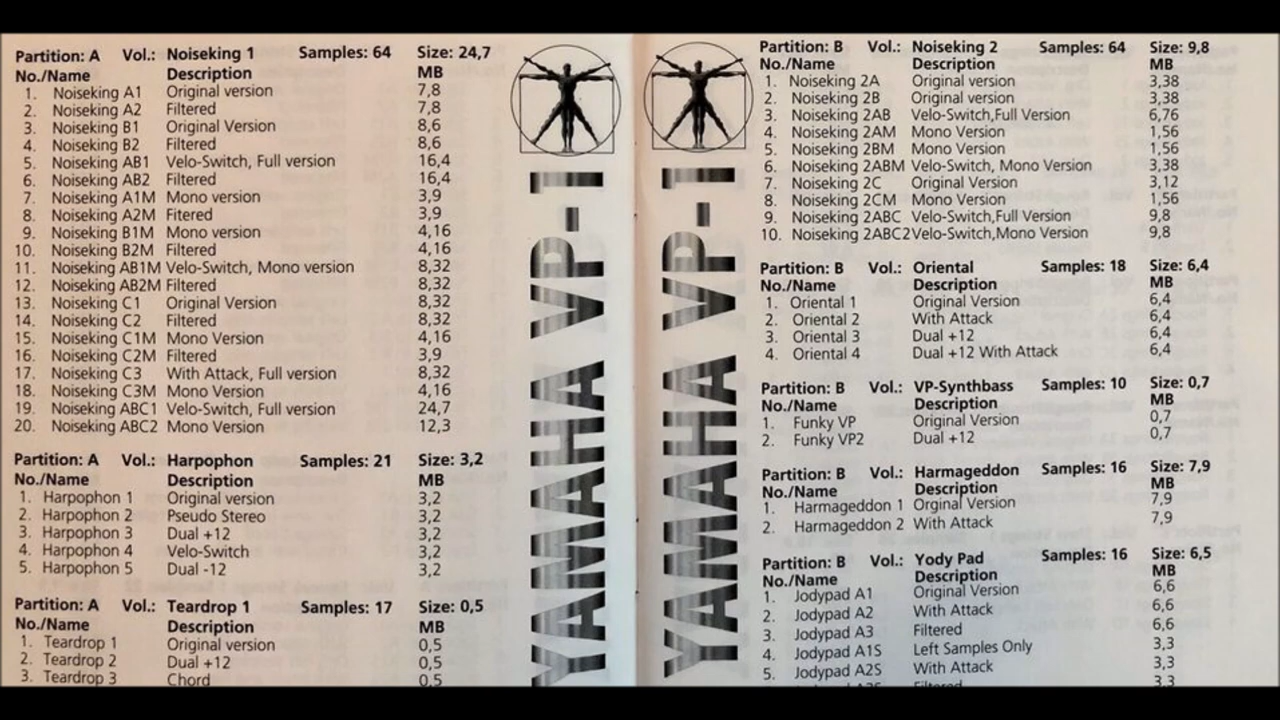 Partition: A Vol.: Noiseking 1 Samples: 64 Size: 24,7
No./Name Description MB
1. Noiseking A1 Original version 7,8
2. Noiseking A2 Filtered 7,8
3. Noiseking B1 Original Version 8,6
4. Noiseking B2 Filtered 8,6
5. Noiseking AB1 Velo-Switch, Full version 16,4
6. Noiseking AB2 Filtered 16,4
7. Noiseking A1M Mono version 3,9
8. Noiseking A2M Fitered 3,9
9. Noiseking B1M Mono version 4,16
10. Noiseking B2M Filtered 4,16
11. Noiseking AB1M Velo-Switch, Mono version 8,32
12. Noiseking AB2M Filtered 8,32
13. Noiseking C1 Original Version 8,32
14. Noiseking C2 Filtered 8,32
15. Noiseking C1M Mono Version 4,16
16. Noiseking C2M Filtered 3,9
17. Noiseking C3 With Attack, Full version 8,32
18. Noiseking C3M Mono Version 4,16
19. Noiseking ABC1 Velo-Switch, Full version 24,7
20. Noiseking ABC2 Mono Version 12,3
Partition: A Vol.: Harpophon Samples: 21 Size: 3,2
No./Name Description MB
1. Harpophon 1 Original version 3,2
2. Harpophon 2 Pseudo Stereo 3,2
3. Harpophon 3 Dual +12 3,2
4. Harpophon 4 Velo-Switch 3,2
5. Harpophon 5 Dual -12 3,2
Partition: A Vol.: Teardrop 1 Samples: 17 Size: 0,5
No./Name Description MB
1. Teardrop 1 Original version 0,5
2. Teardrop 2 Dual +12 0,5
3. Teardrop 3 Chord 0,5
YAMAHA VP-1
YAMAHA VP-1
Partition: B Vol.: Noiseking 2 Samples: 64 Size: 9,8
No./Name Description MB
1. Noiseking 2A Original version 3,38
2. Noiseking 2B Original version 3,38
3. Noiseking 2AB Velo-Switch,Full Version 6,76
4. Noiseking 2AM Mono Version 1,56
5. Noiseking 2BM Mono Version 1,56
6. Noiseking 2ABM Velo-Switch, Mono Version 3,38
7. Noiseking 2C Original Version 3,12
8. Noiseking 2CM Mono Version 1,56
9. Noiseking 2ABC Velo-Switch,Full Version 9,8
10. Noiseking 2ABC2 Velo-Switch,Mono Version 9,8
Partition: B Vol.: Oriental Samples: 18 Size: 6,4
No./Name Description MB
1. Oriental 1 Original Version 6,4
2. Oriental 2 With Attack 6,4
3. Oriental 3 Dual +12 6,4
4. Oriental 4 Dual +12 With Attack 6,4
Partition: B Vol.: VP-Synthbass Samples: 10 Size: 0,7
No./Name Description MB
1. Funky VP Original Version 0,7
2. Funky VP2 Dual +12 0,7
Partition: B Vol.: Harmageddon Samples: 16 Size: 7,9
No./Name Description MB
1. Harmageddon 1 Orginal Version 7,9
2. Harmageddon 2 With Attack 7,9
Partition: B Vol.: Yody Pad Samples: 16 Size: 6,5
No./Name Description MB
1. Jodypad A1 Original Version 6,6
2. Jodypad A2 With Attack 6,6
3. Jodypad A3 Filtered 6,6
4. Jodypad A1S Left Samples Only 3,3
5. Jodypad A2S With Attack 3,3
Filtered 3,3